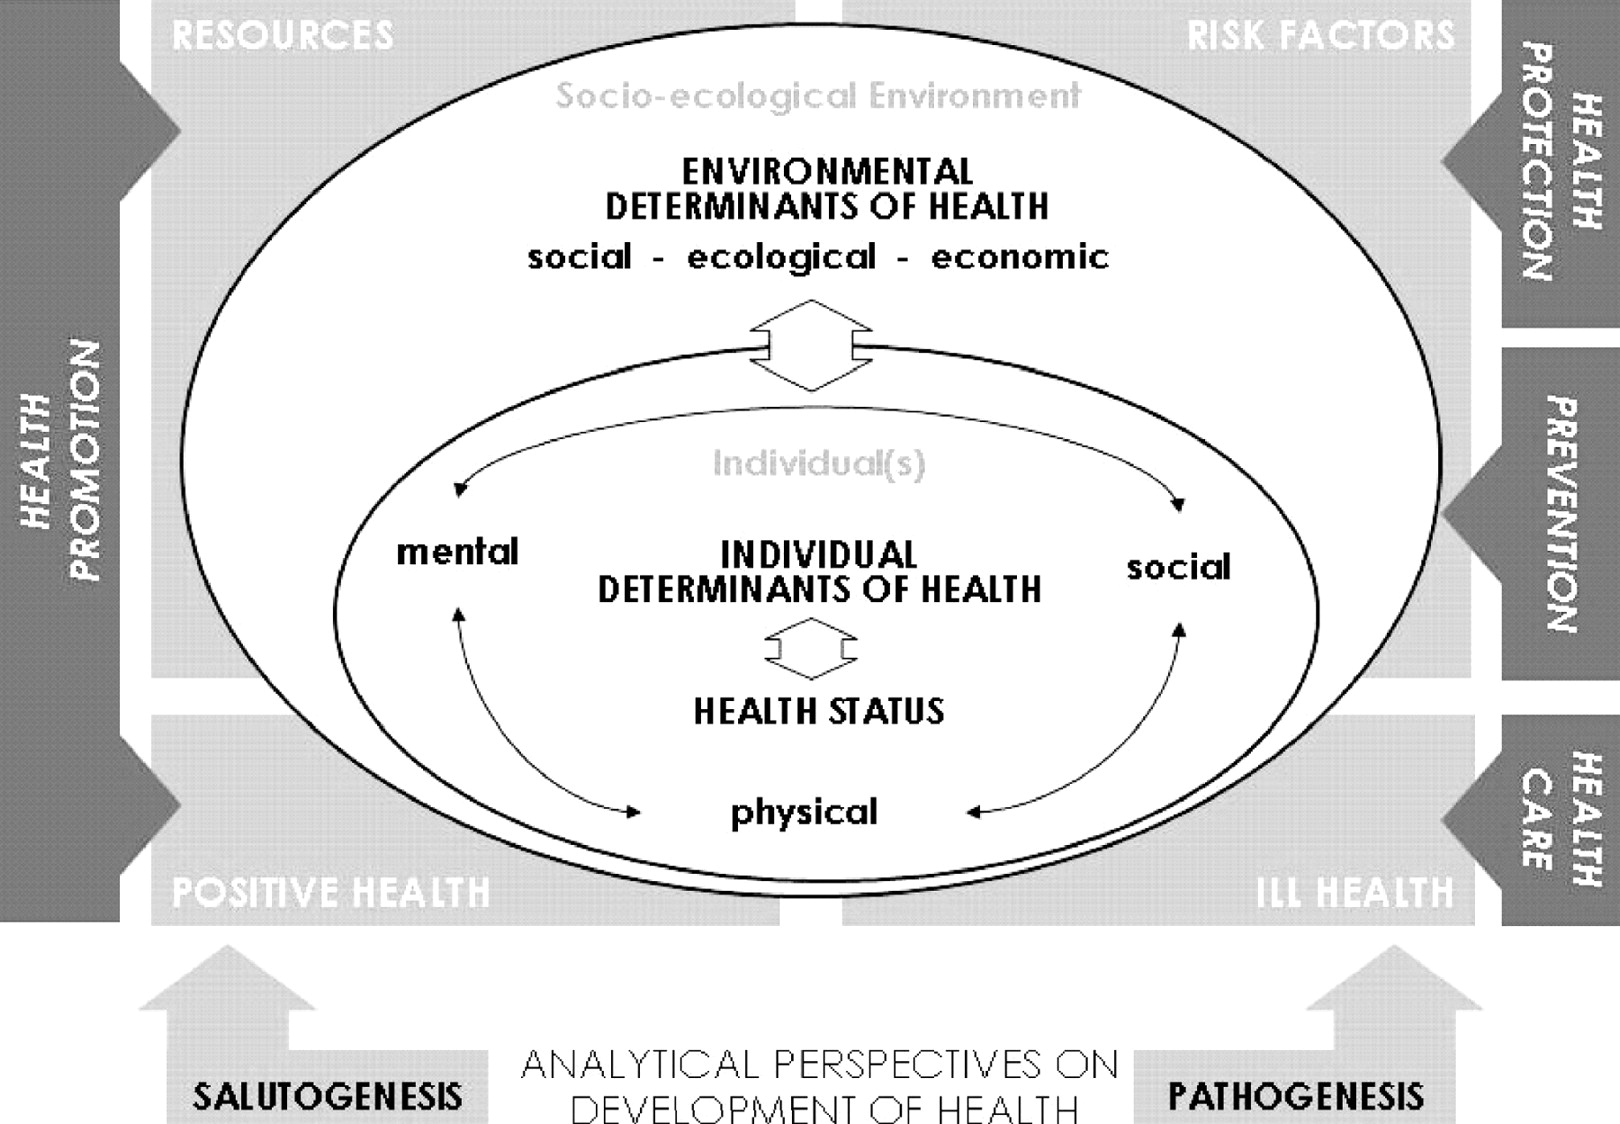 RESOURCES
RISK FACTORS
Socio-ecological Environment
ENVIRONMENTAL
DETERMINANTS OF HEALTH
social - ecological - economic
HEALTH
PROMOTION
HEALTH
PROTECTION
PREVENTION
HEALTH
CARE
Individual(s)
mental
INDIVIDUAL
DETERMINANTS OF HEALTH
social
HEALTH STATUS
physical
POSITIVE HEALTH
ILL HEALTH
SALUTOGENESIS
ANALYTICAL PERSPECTIVES ON
DEVELOPMENT OF HEALTH
PATHOGENESIS